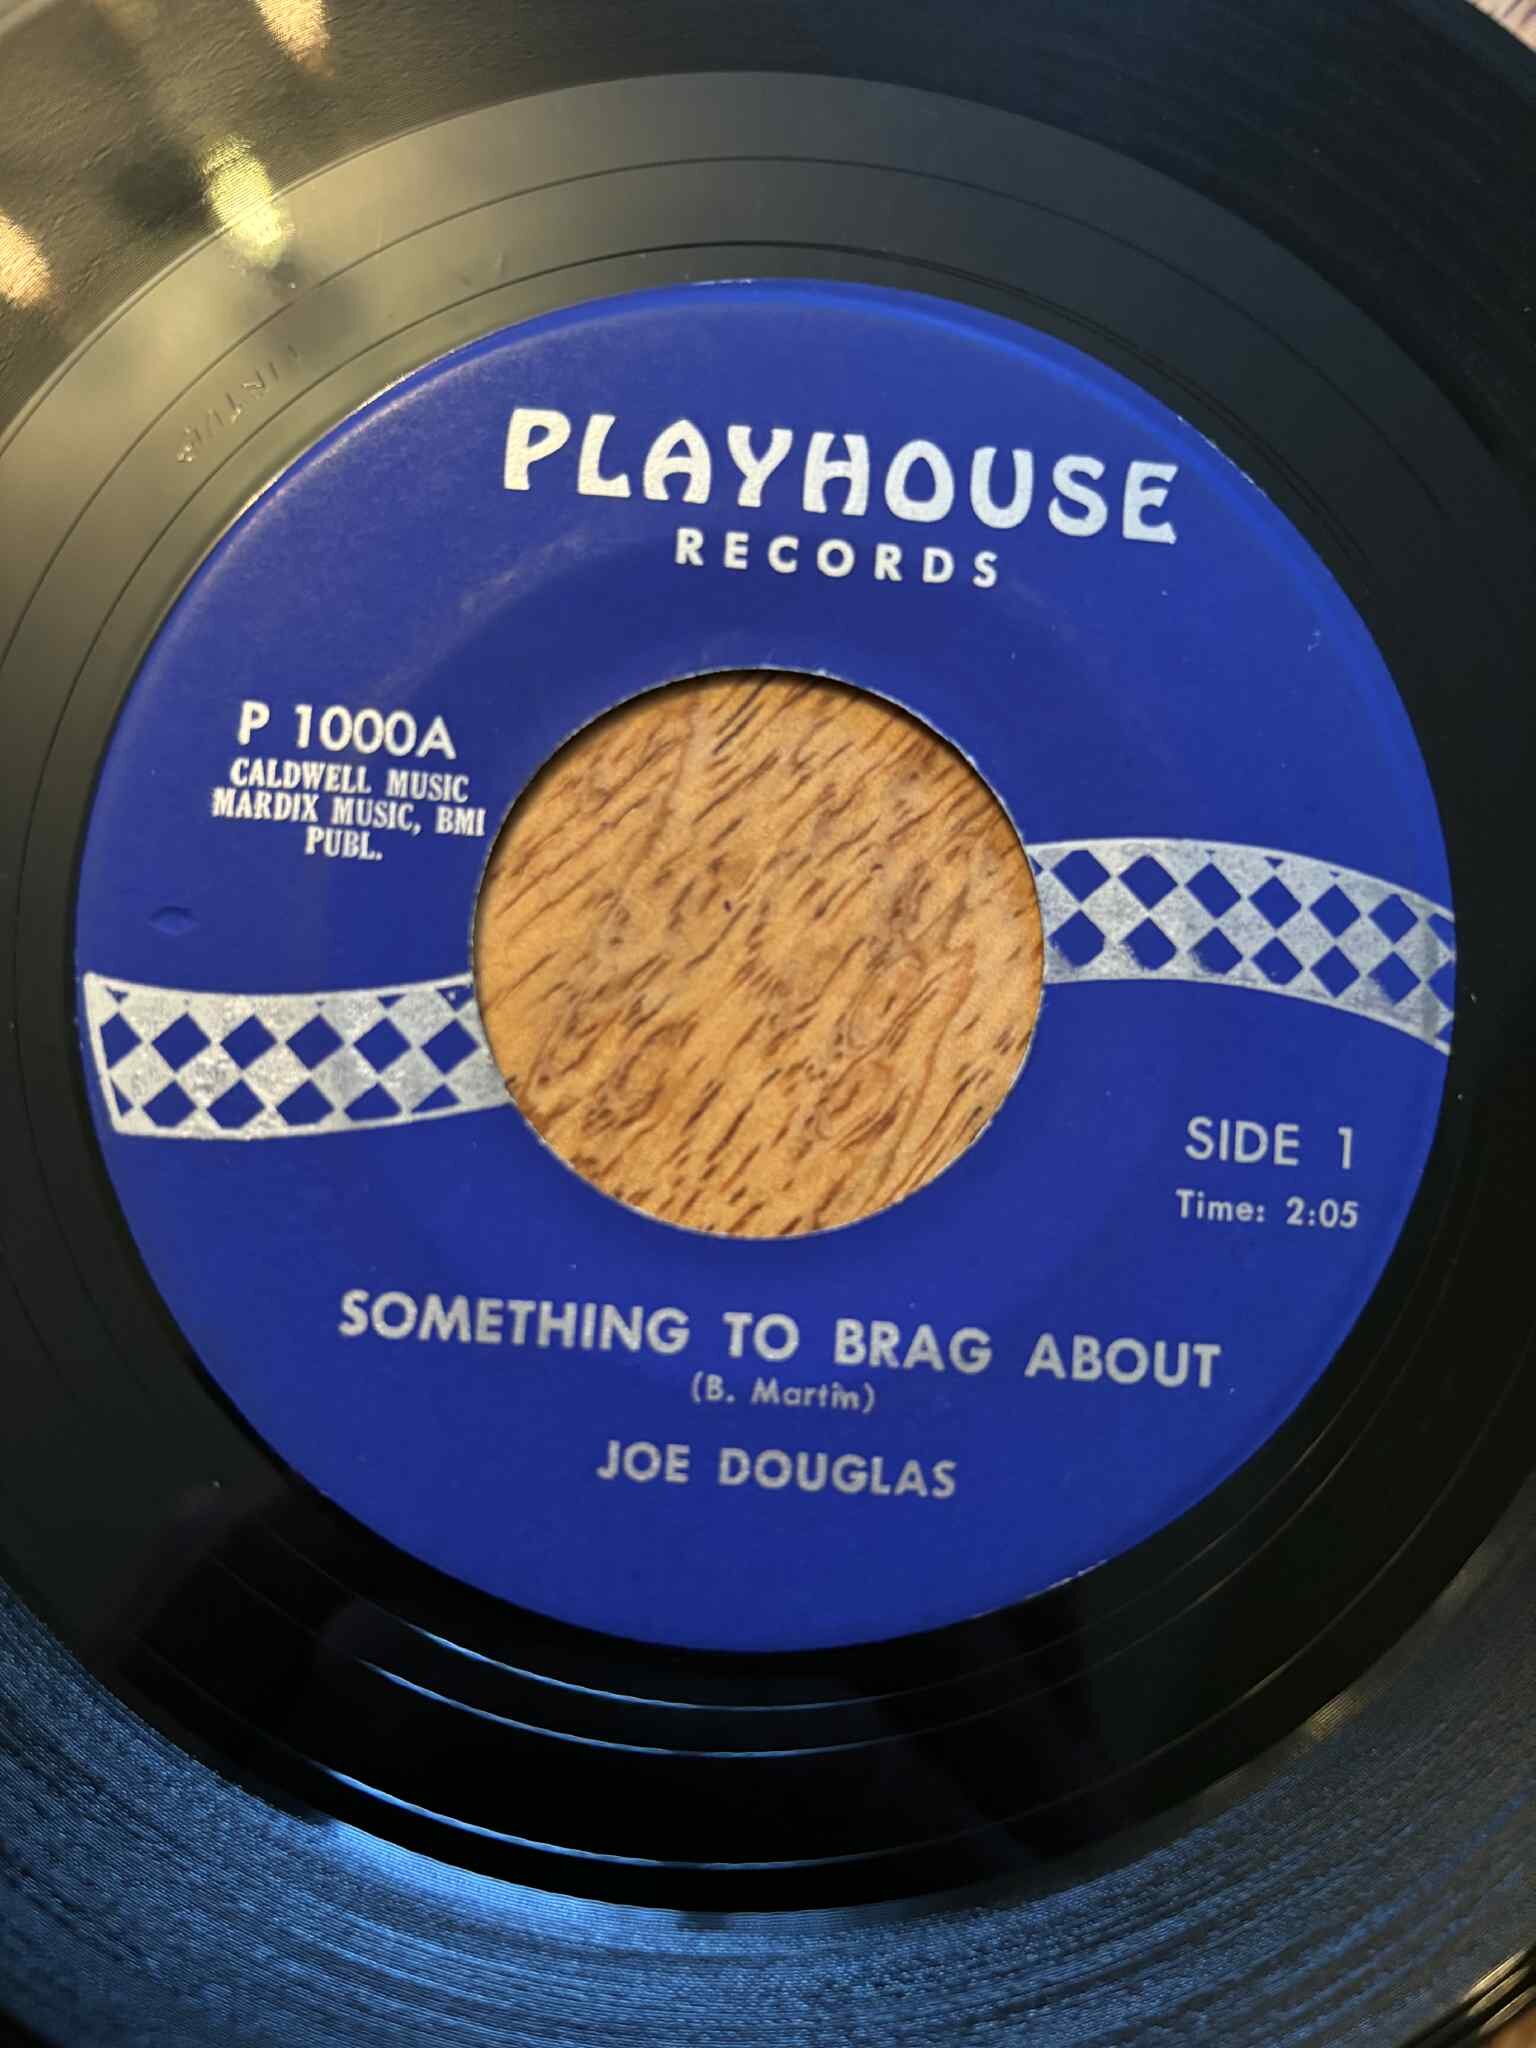 PLAYHOUSE
RECORDS
P 1000A
CALDWELL MUSIC
MARDIX MUSIC, BMI
PUBL.
SIDE 1
Time: 2:05
SOMETHING TO BRAG ABOUT
(B. Martin)
JOE DOUGLAS